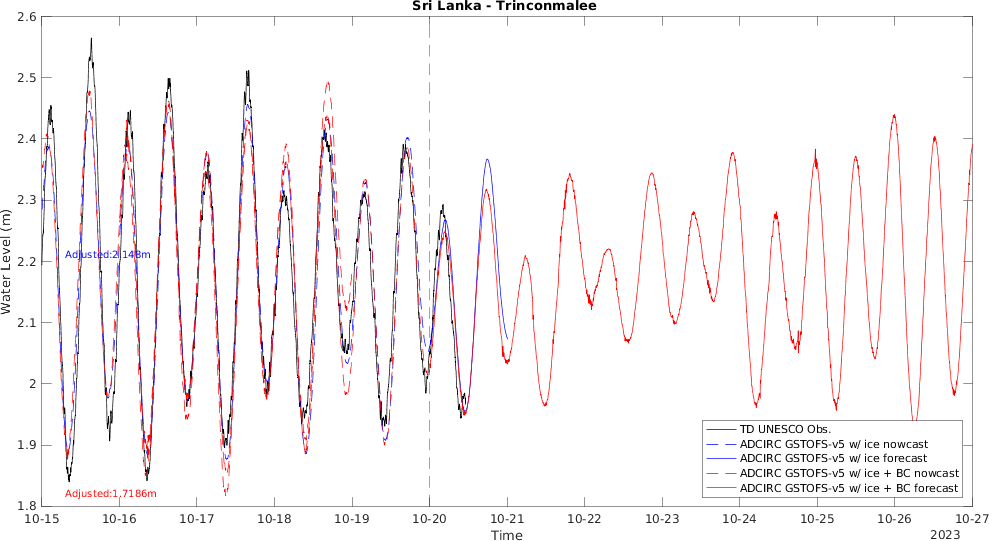 Sri Lanka - Trinconmalee
2.6
2.5
2.4
2.3
2.2
2.1
2
1.9
1.8
Water Level (m)
Adjusted:2.148m
Adjusted:1.7186m
TD UNESCO Obs.
ADCIRC GSTOFS-v5 w/ ice nowcast
ADCIRC GSTOFS-v5 w/ ice forecast
ADCIRC GSTOFS-v5 w/ ice + BC nowcast
ADCIRC GSTOFS-v5 w/ ice + BC forecast
10-15 10-16 10-17 10-18 10-19 10-20 10-21 10-22 10-23 10-24 10-25 10-26 10-27
Time
2023